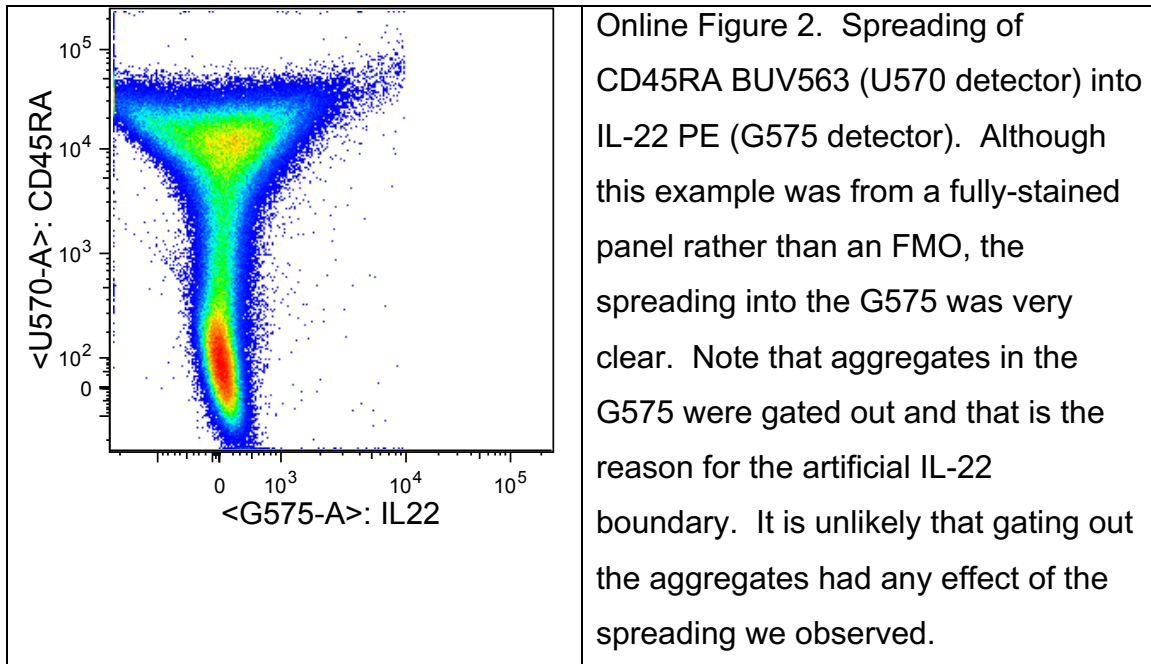 10^5
10^4
10^3
10^2
0
<U570-A>: CD45RA
0 10^3 10^4 10^5
<G575-A>: IL22
Online Figure 2. Spreading of
CD45RA BUV563 (U570 detector) into
IL-22 PE (G575 detector). Although
this example was from a fully-stained
panel rather than an FMO, the
spreading into the G575 was very
clear. Note that aggregates in the
G575 were gated out and that is the
reason for the artificial IL-22
boundary. It is unlikely that gating out
the aggregates had any effect of the
spreading we observed.